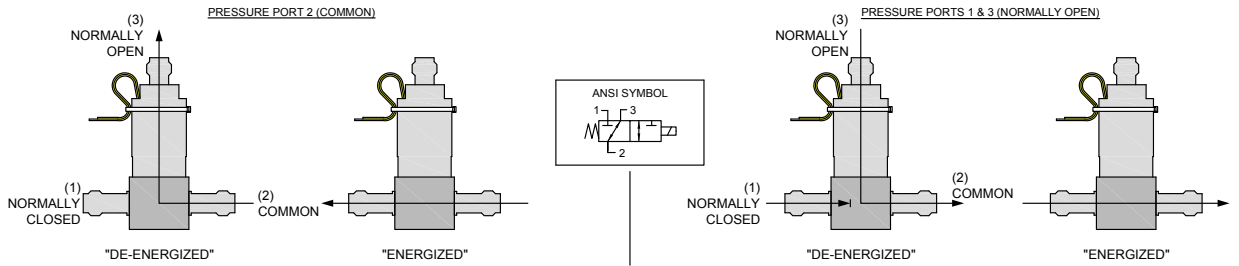 PRESSURE PORT 2 (COMMON)
(3)
NORMALLY
OPEN
(1)
NORMALLY
CLOSED
(2)
COMMON
"DE-ENERGIZED"
"ENERGIZED"
ANSI SYMBOL
1
3
2
PRESSURE PORTS 1 & 3 (NORMALLY OPEN)
(3)
NORMALLY
OPEN
(1)
NORMALLY
CLOSED
(2)
COMMON
"DE-ENERGIZED"
"ENERGIZED"